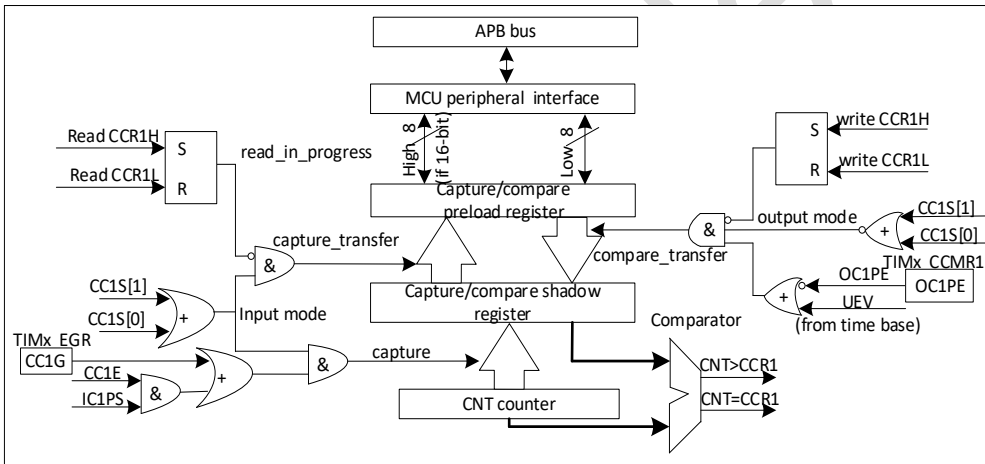 APB bus
MCU peripheral interface
Read CCR1H
Read CCR1L
S
R
read_in_progress
High 8
(if 16-bit)
Low 8
S
R
write CCR1H
write CCR1L
Capture/compare
preload register
&
capture_transfer
compare_transfer
&
output mode
+
CC1S[1]
CC1S[0]
TIMx_CCMR1
OC1PE
OC1PE
UEV
(from time base)
+
CC1S[1]
CC1S[0]
+
Input mode
Capture/compare shadow
register
Comparator
TIMx_EGR
CC1G
CC1E
IC1PS
&
+
&
capture
CNT counter
CNT>CCR1
CNT=CCR1